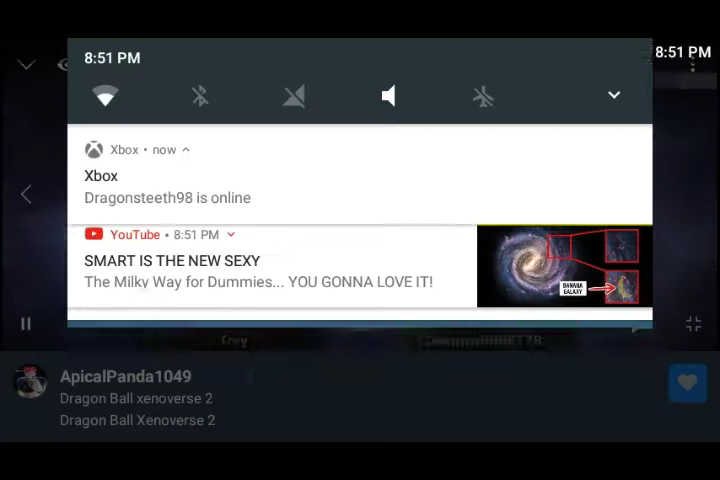 8:51 PM
8:51 PM
Xbox • now
Xbox
Dragonsteeth98 is online
YouTube • 8:51 PM
SMART IS THE NEW SEXY
The Milky Way for Dummies... YOU GONNA LOVE IT!
BANANA
GALAXY
ApicalPanda1049
Dragon Ball xenoverse 2
Dragon Ball Xenoverse 2